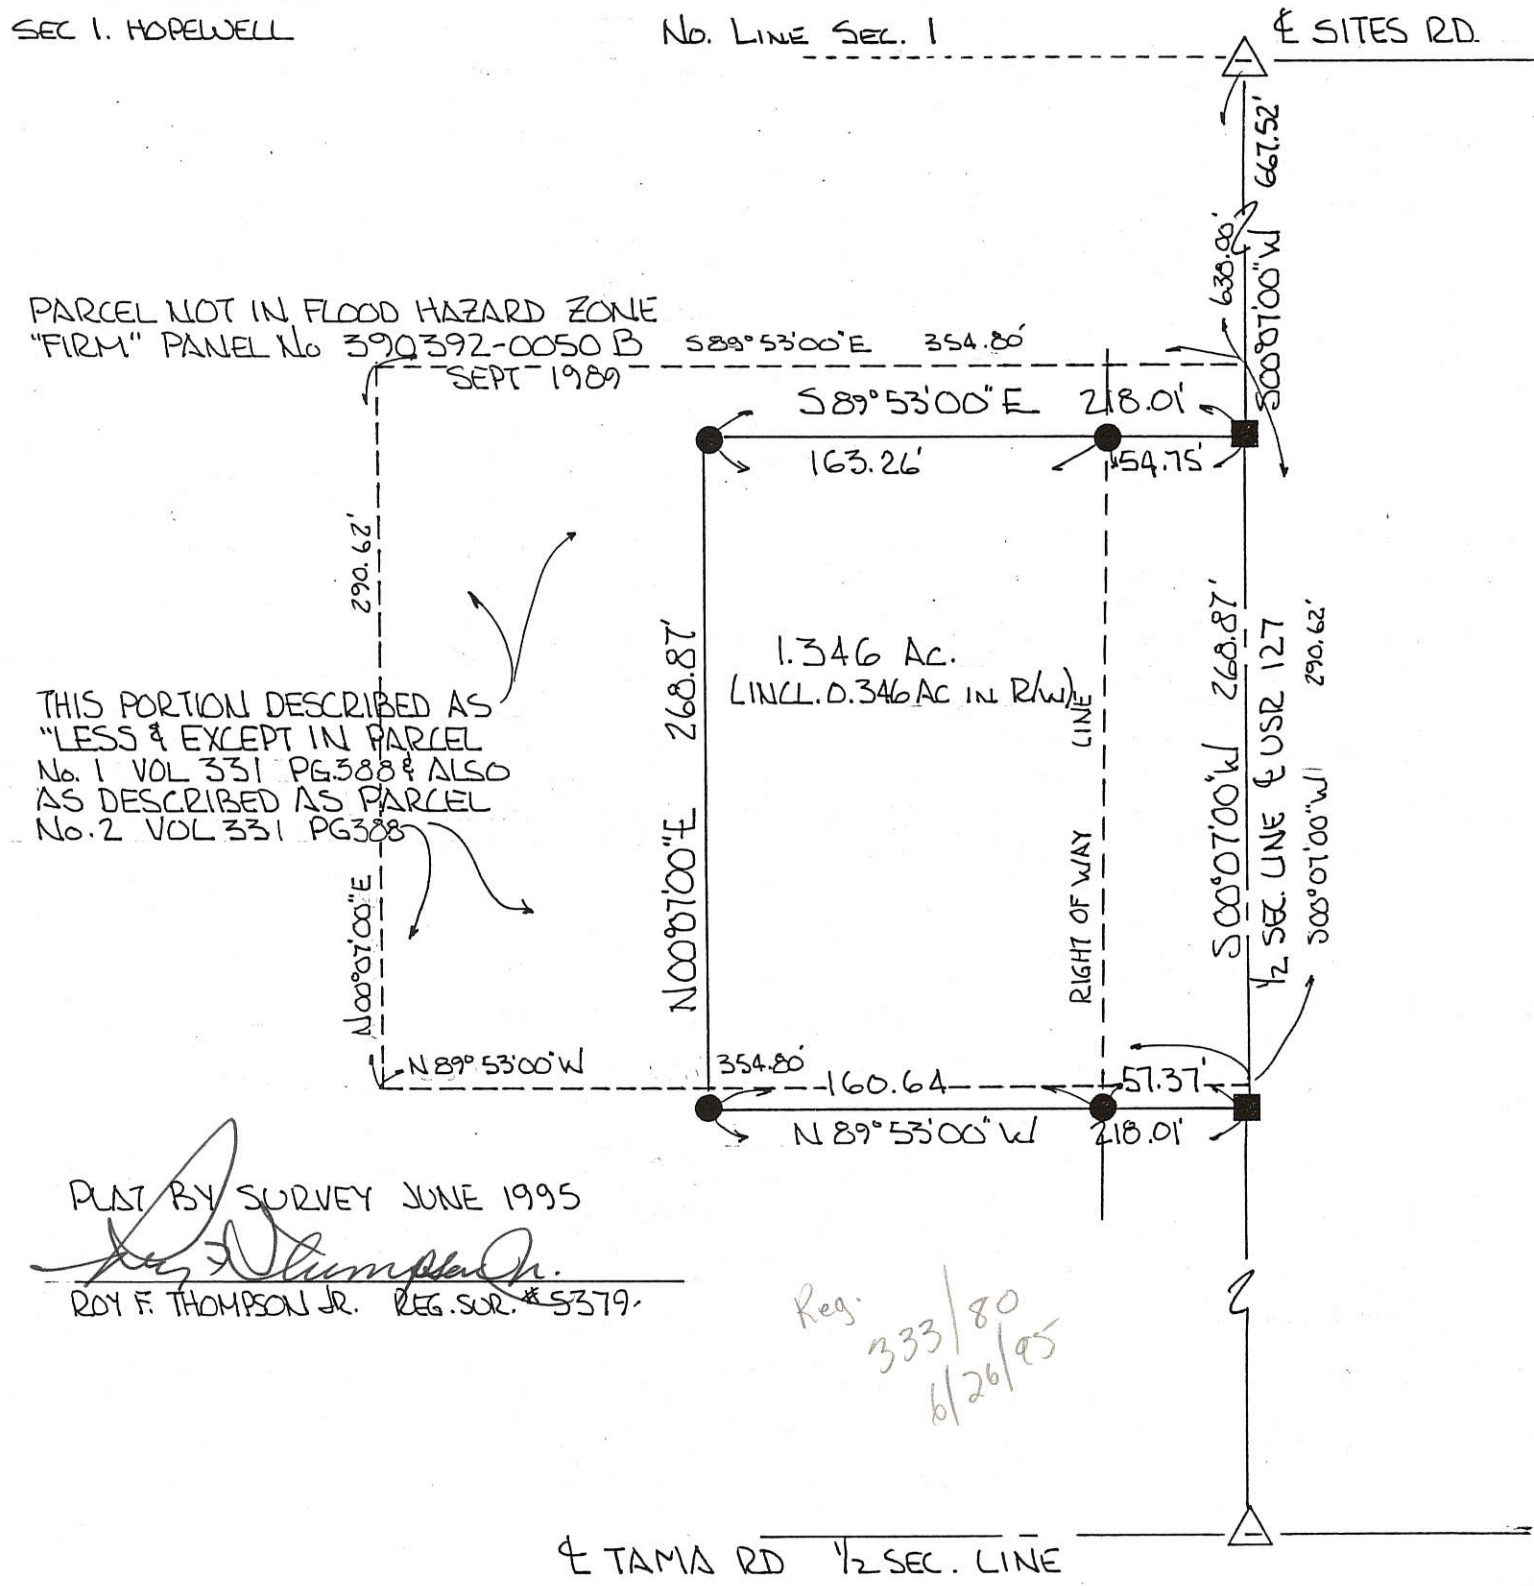 SEC 1. HOPEWELL
No. LINE SEC. 1
℄ SITES RD.
667.52'
638.00'
S00°07'00"W
PARCEL NOT IN FLOOD HAZARD ZONE
"FIRM" PANEL No 390392-0050 B
SEPT 1989
S89°53'00"E 354.80'
S89°53'00"E 218.01'
163.26'
54.75'
290.62'
N00°07'00"E
268.87'
N00°07'00"E
1.346 AC.
(INCL. 0.346 AC IN R/W)
RIGHT OF WAY LINE
S00°07'00"W 268.87'
1/2 SEC. LINE ℄ USR 127
S00°07'00"W 290.62'
THIS PORTION DESCRIBED AS
"LESS & EXCEPT IN PARCEL
No. 1 VOL 331 PG.388 & ALSO
AS DESCRIBED AS PARCEL
No. 2 VOL 331 PG388
N89°53'00"W
354.80'
160.64
57.37'
N89°53'00"W 218.01'
PLAT BY SURVEY JUNE 1995
ROY F. THOMPSON JR. REG. SUR. #5379.
Reg.
333/80
6/26/95
℄ TAMA RD 1/2 SEC. LINE